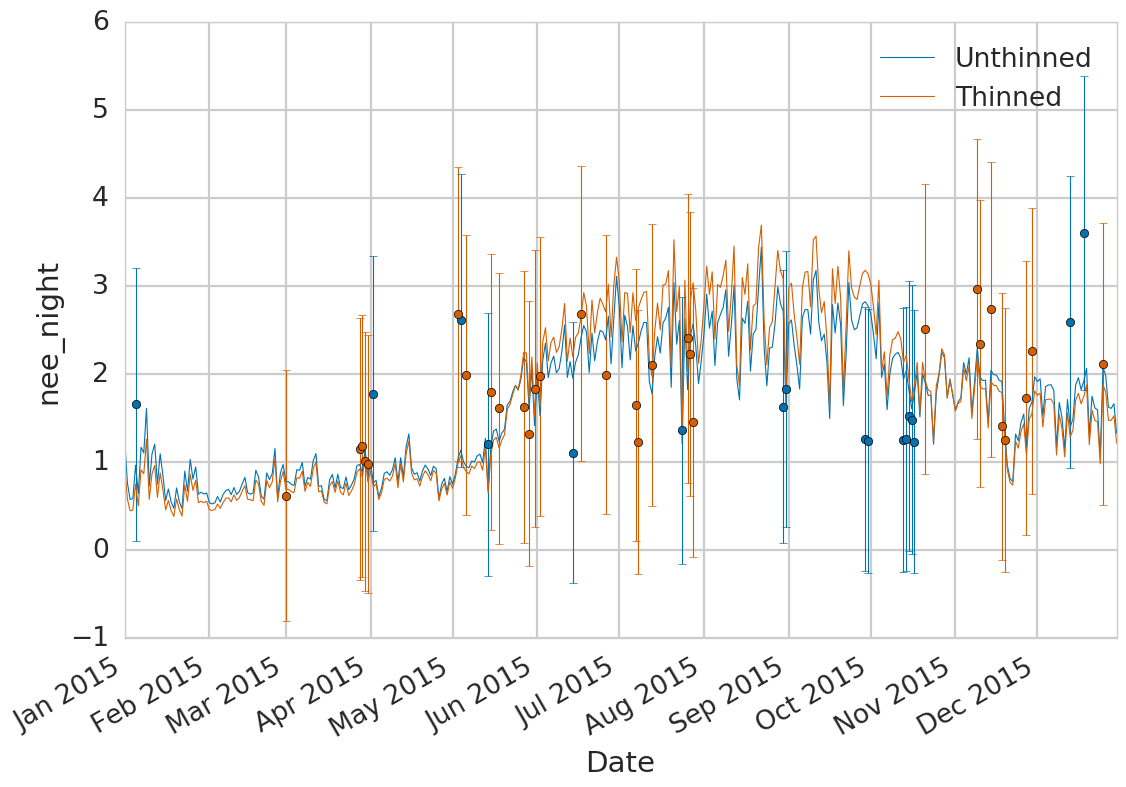 6
5
4
3
2
1
0
−1
nee_night
Unthinned
Thinned
Jan 2015
Feb 2015
Mar 2015
Apr 2015
May 2015
Jun 2015
Jul 2015
Aug 2015
Sep 2015
Oct 2015
Nov 2015
Dec 2015
Date